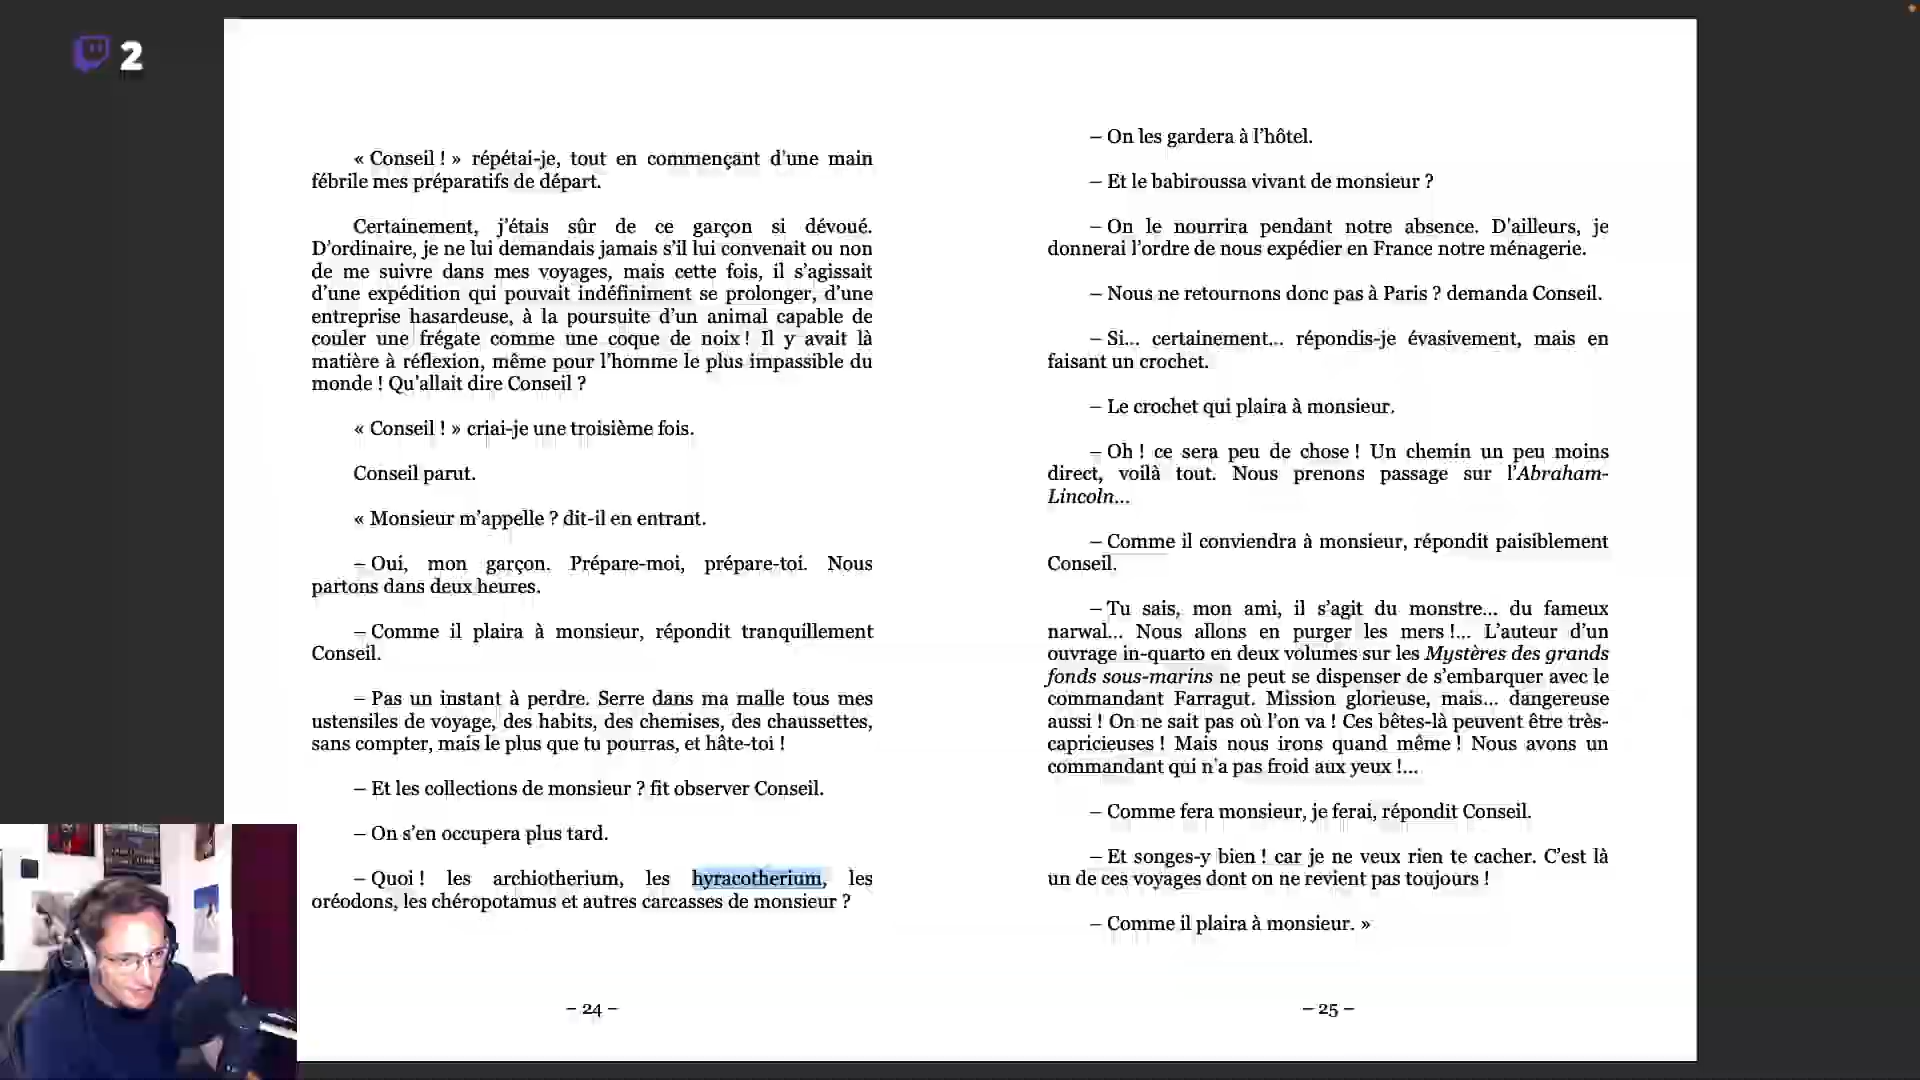 2
« Conseil ! » répétai-je, tout en commençant d’une main
fébrile mes préparatifs de départ.
Certainement, j’étais sûr de ce garçon si dévoué.
D’ordinaire, je ne lui demandais jamais s’il lui convenait ou non
de me suivre dans mes voyages, mais cette fois, il s’agissait
d’une expédition qui pouvait indéfiniment se prolonger, d’une
entreprise hasardeuse, à la poursuite d’un animal capable de
couler une frégate comme une coque de noix ! Il y avait là
matière à réflexion, même pour l’homme le plus impassible du
monde ! Qu’allait dire Conseil ?
« Conseil ! » criai-je une troisième fois.
Conseil parut.
« Monsieur m’appelle ? dit-il en entrant.
– Oui, mon garçon. Prépare-moi, prépare-toi. Nous
partons dans deux heures.
– Comme il plaira à monsieur, répondit tranquillement
Conseil.
– Pas un instant à perdre. Serre dans ma malle tous mes
ustensiles de voyage, des habits, des chemises, des chaussettes,
sans compter, mais le plus que tu pourras, et hâte-toi !
– Et les collections de monsieur ? fit observer Conseil.
– On s’en occupera plus tard.
– Quoi ! les archiotherium, les hyracotherium, les
oréodons, les chéropotamus et autres carcasses de monsieur ?
– 24 –
– On les gardera à l’hôtel.
– Et le babiroussa vivant de monsieur ?
– On le nourrira pendant notre absence. D’ailleurs, je
donnerai l’ordre de nous expédier en France notre ménagerie.
– Nous ne retournons donc pas à Paris ? demanda Conseil.
– Si... certainement... répondis-je évasivement, mais en
faisant un crochet.
– Le crochet qui plaira à monsieur.
– Oh ! ce sera peu de chose ! Un chemin un peu moins
direct, voilà tout. Nous prenons passage sur l’Abraham-
Lincoln...
– Comme il conviendra à monsieur, répondit paisiblement
Conseil.
– Tu sais, mon ami, il s’agit du monstre... du fameux
narwal... Nous allons en purger les mers !... L’auteur d’un
ouvrage in-quarto en deux volumes sur les Mystères des grands
fonds sous-marins ne peut se dispenser de s’embarquer avec le
commandant Farragut. Mission glorieuse, mais... dangereuse
aussi ! On ne sait pas où l’on va ! Ces bêtes-là peuvent être très-
capricieuses ! Mais nous irons quand même ! Nous avons un
commandant qui n’a pas froid aux yeux !...
– Comme fera monsieur, je ferai, répondit Conseil.
– Et songes-y bien ! car je ne veux rien te cacher. C’est là
un de ces voyages dont on ne revient pas toujours !
– Comme il plaira à monsieur. »
– 25 –